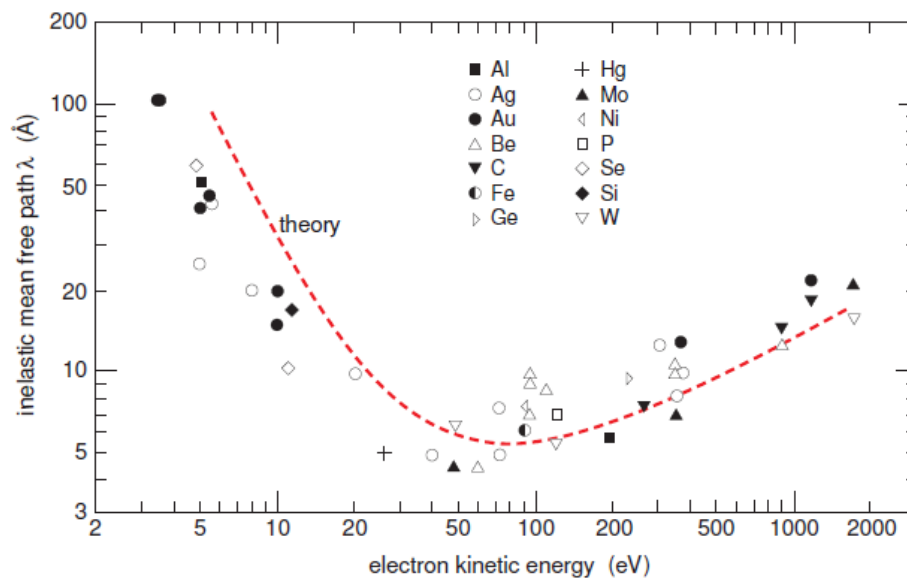 200
100
50
20
10
5
3
2 5 10 20 50 100 200 500 1000 2000
inelastic mean free path λ (Å)
electron kinetic energy (eV)
theory
Al
Ag
Au
Be
C
Fe
Ge
Hg
Mo
Ni
P
Se
Si
W